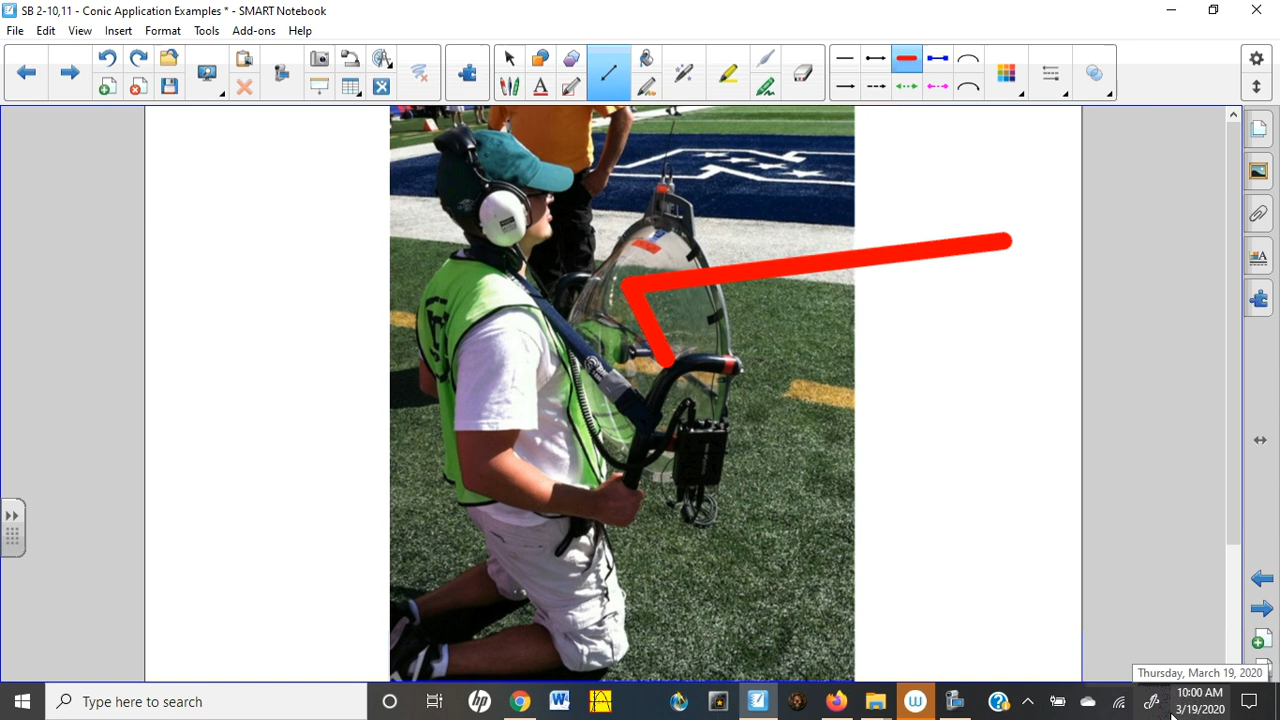 SB 2-10,11 - Conic Application Examples * - SMART Notebook
File Edit View Insert Format Tools Add-ons Help
Thursday, March 19, 2020
Type here to search
10:00 AM
3/19/2020